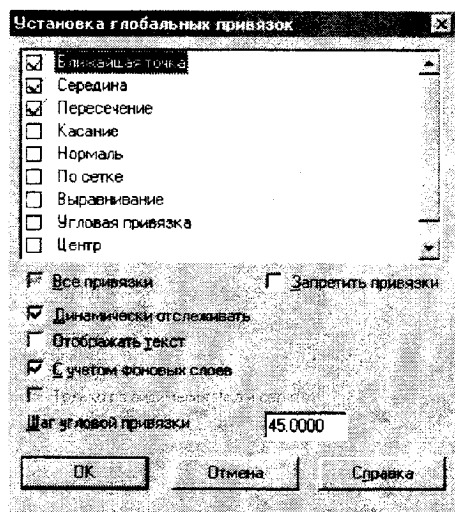 Установка глобальных привязок
Ближайшая точка
Середина
Пересечение
Касание
Нормаль
По сетке
Выравнивание
Угловая привязка
Центр
Все привязки
Запретить привязки
Динамически отслеживать
Отображать текст
С учетом фоновых слоев
Шаг угловой привязки 45.0000
OK Отмена Справка